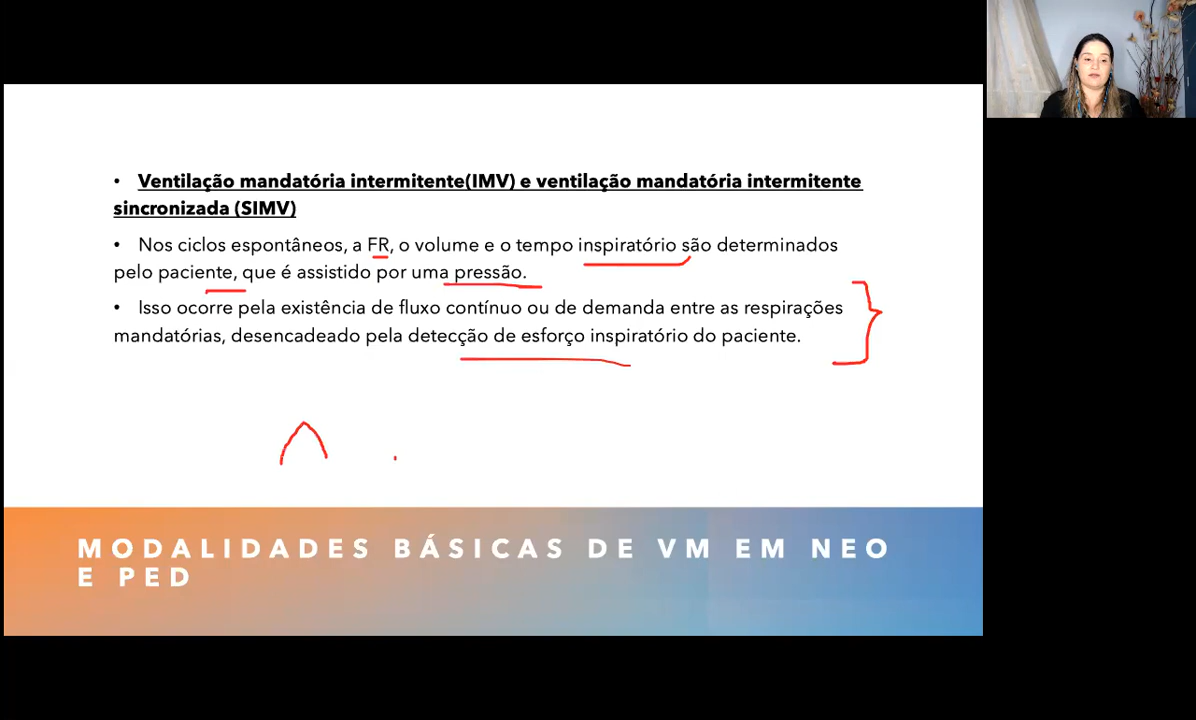 • Ventilação mandatória intermitente(IMV) e ventilação mandatória intermitente
sincronizada (SIMV)
• Nos ciclos espontâneos, a FR, o volume e o tempo inspiratório são determinados
pelo paciente, que é assistido por uma pressão.
• Isso ocorre pela existência de fluxo contínuo ou de demanda entre as respirações
mandatórias, desencadeado pela detecção de esforço inspiratório do paciente.
MODALIDADES BÁSICAS DE VM EM NEO
E PED